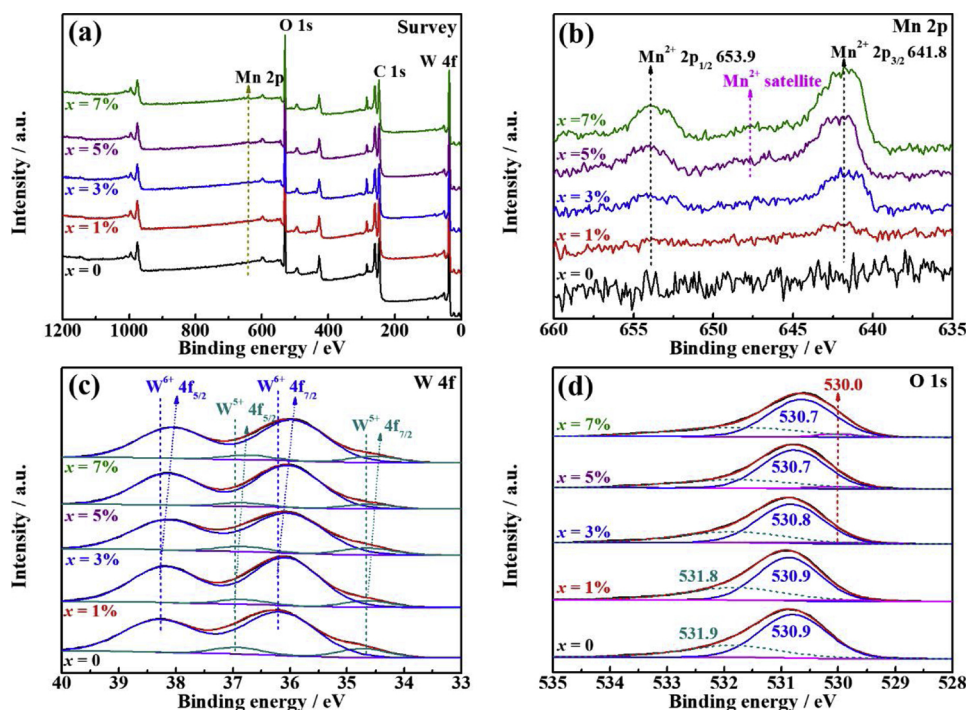 (a) Survey
O 1s
W 4f
Mn 2p
C 1s
x = 7%
x = 5%
x = 3%
x = 1%
x = 0
Intensity / a.u.
1200 1000 800 600 400 200 0
Binding energy / eV
(b) Mn 2p
Mn²⁺ 2p₁/₂ 653.9
Mn²⁺ 2p₃/₂ 641.8
Mn²⁺ satellite
x =7%
x =5%
x = 3%
x = 1%
x = 0
Intensity / a.u.
660 655 650 645 640 635
Binding energy / eV
(c) W 4f
W⁶⁺ 4f₅/₂
W⁶⁺ 4f₇/₂
W⁵⁺ 4f₅/₂
W⁵⁺ 4f₇/₂
x = 7%
x = 5%
x = 3%
x = 1%
x = 0
Intensity / a.u.
40 39 38 37 36 35 34 33
Binding energy / eV
(d) O 1s
530.0
x = 7%
530.7
x = 5%
530.7
x = 3%
530.8
x = 1%
531.8
530.9
x = 0
531.9
530.9
Intensity / a.u.
535 534 533 532 531 530 529 528
Binding energy / eV